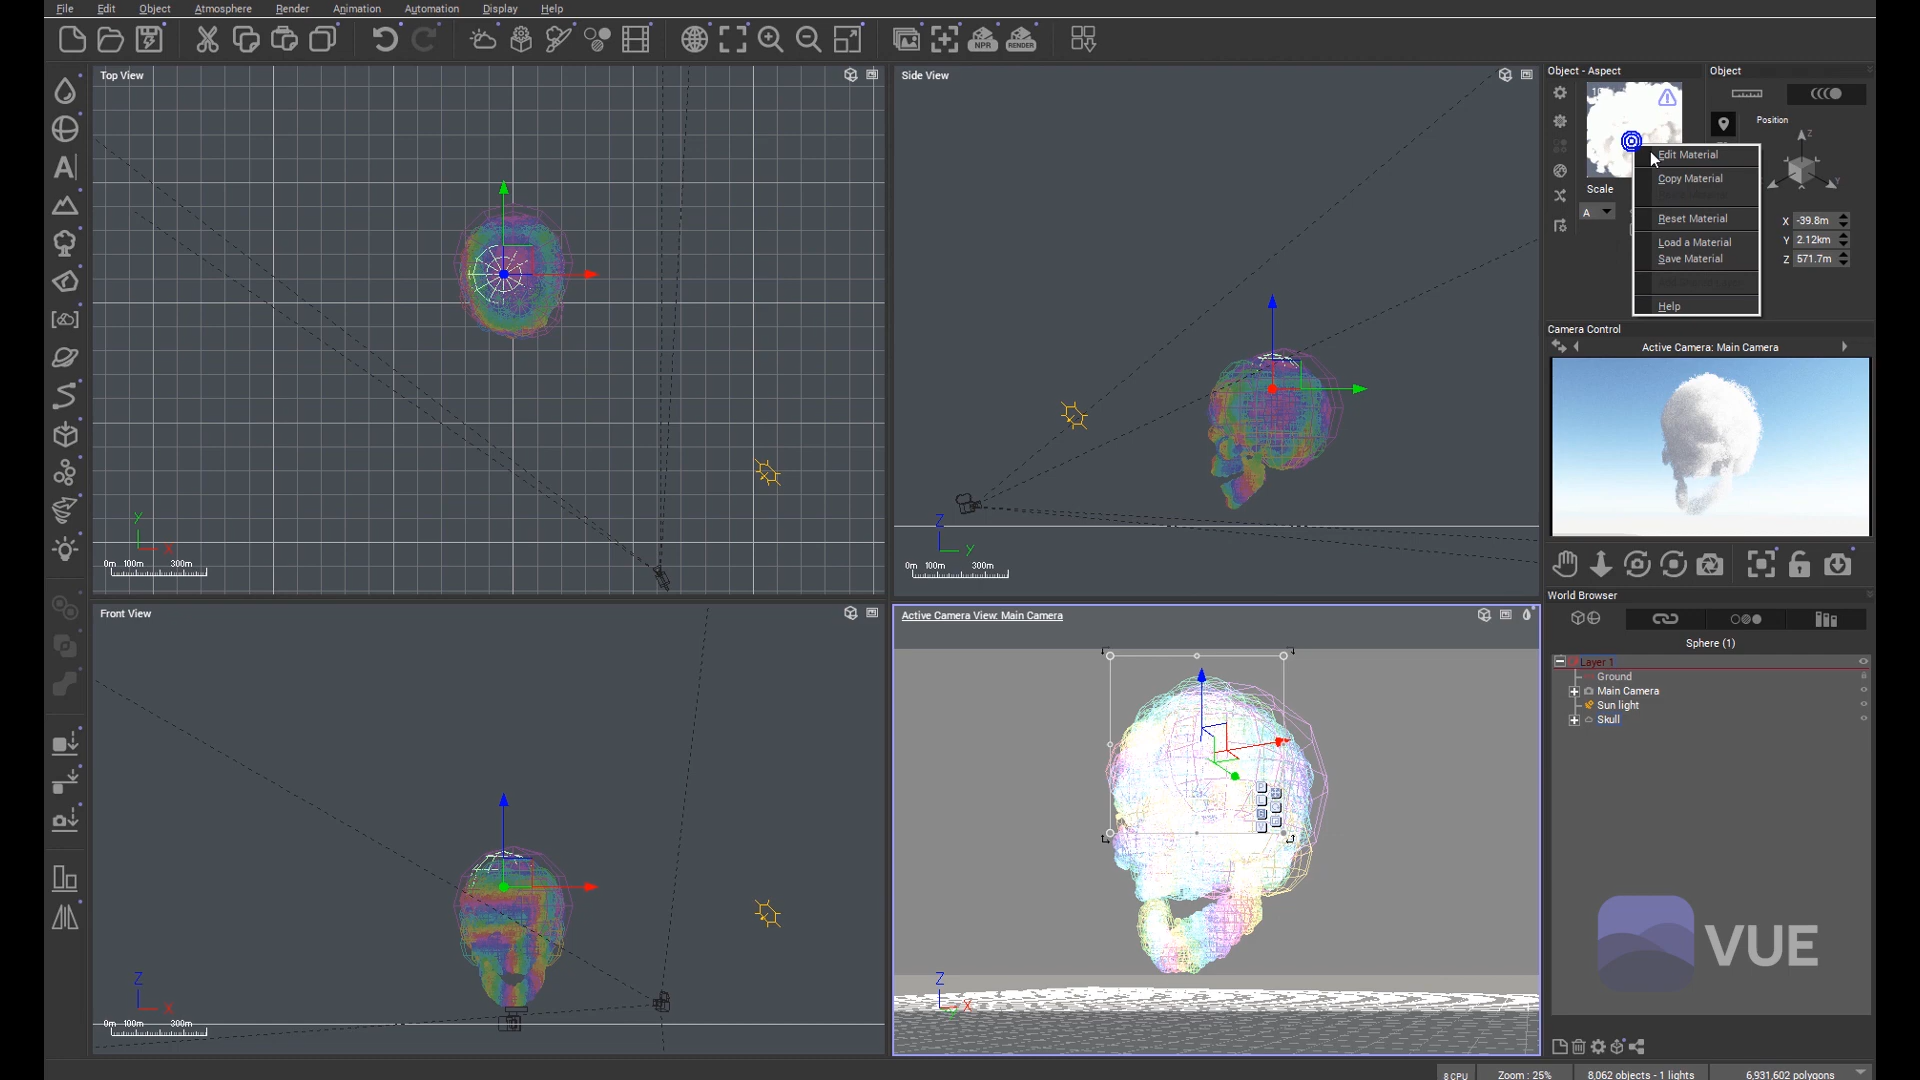 File Edit Object Atmosphere Render Animation Automation Display Help
NPR
RENDER
Top View
Y
X
0m 100m 300m
Side View
Z
Y
0m 100m 300m
Object - Aspect
Object
Position
Z
Y
Scale
A
Edit Material
Copy Material
Reset Material
Load a Material
Save Material
Help
X -39.8m
Y 2.12km
Z 571.7m
Camera Control
Active Camera: Main Camera
World Browser
Sphere (1)
Layer 1
Ground
Main Camera
Sun light
Skull
VUE
Front View
Z
X
0m 100m 300m
Active Camera View: Main Camera
Z
X
8 CPU
Zoom : 25%
8,062 objects - 1 lights
6,931,602 polygons